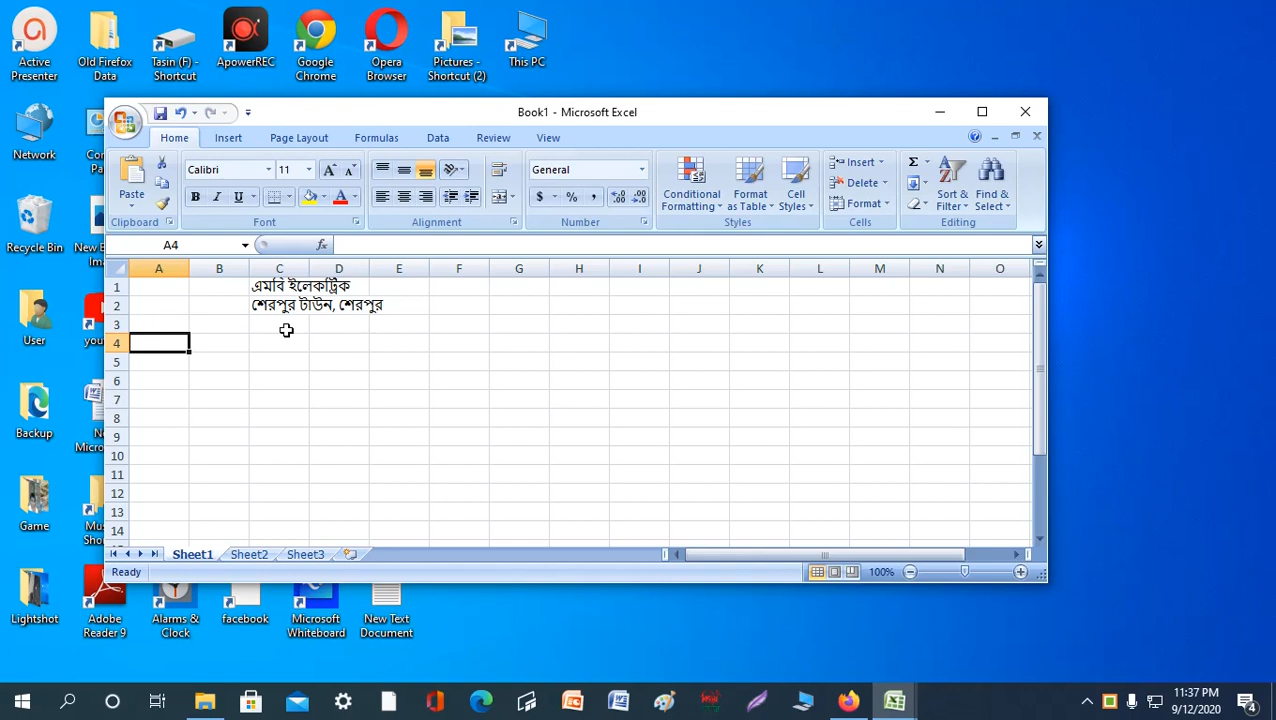 Active
Presenter
Old Firefox
Data
Tasin (F) -
Shortcut
ApowerREC
Google
Chrome
Opera
Browser
Pictures -
Shortcut (2)
This PC
Network
Recycle Bin
User
Backup
Game
Lightshot
Book1 - Microsoft Excel
Home
Insert
Page Layout
Formulas
Data
Review
View
Paste
Clipboard
Calibri
11
B I U
Font
Alignment
General
$ % ,
Number
Conditional
Formatting
Format
as Table
Cell
Styles
Styles
Insert
Delete
Format
Cells
Sort &
Filter
Find &
Select
Editing
A4
fx
A B C D E F G H I J K L M N O
1 এমবি ইলেকট্রিক
2 শেরপুর টাউন, শেরপুর
3
4
5
6
7
8
9
10
11
12
13
14
Sheet1 Sheet2 Sheet3
Ready
100%
Adobe
Reader 9
Alarms &
Clock
facebook
Microsoft
Whiteboard
New Text
Document
11:37 PM
9/12/2020
4